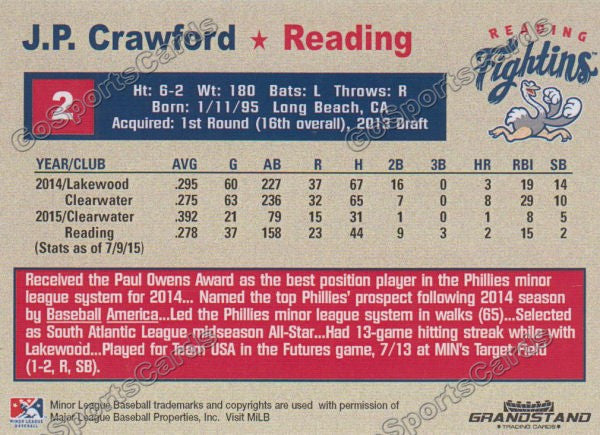 J.P. Crawford ★ Reading
READING
Fightins
2
Ht: 6-2 Wt: 180 Bats: L Throws: R
Born: 1/11/95 Long Beach, CA
Acquired: 1st Round (16th overall), 2013 Draft
YEAR/CLUB AVG G AB R H 2B 3B HR RBI SB
2014/Lakewood .295 60 227 37 67 16 0 3 19 14
Clearwater .275 63 236 32 65 7 0 8 29 10
2015/Clearwater .392 21 79 15 31 1 0 1 8 5
Reading .278 37 158 23 44 9 3 2 15 2
(Stats as of 7/9/15)
Received the Paul Owens Award as the best position player in the Phillies minor
league system for 2014... Named the top Phillies' prospect following 2014 season
by Baseball America...Led the Phillies minor league system in walks (65)...Selected
as South Atlantic League midseason All-Star...Had 13-game hitting streak while with
Lakewood...Played for Team USA in the Futures game, 7/13 at MIN's Target Field
(1-2, R, SB).
MINOR LEAGUE
BASEBALL
Minor League Baseball trademarks and copyrights are used with permission of
Major League Baseball Properties, Inc. Visit MiLB
GRANDSTAND
TRADING CARDS
GoSportsCards
GoSportsCards
GoSportsCards
GoSportsCards